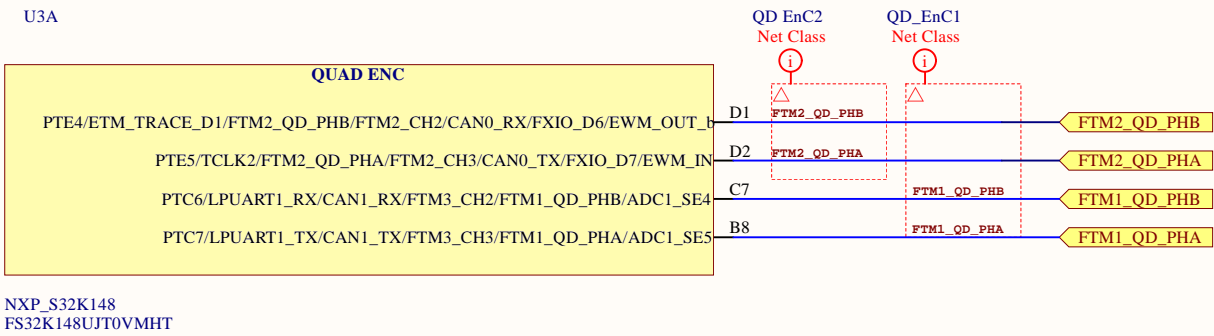 U3A
QD EnC2
Net Class
i
QD_EnC1
Net Class
i
QUAD ENC
PTE4/ETM_TRACE_D1/FTM2_QD_PHB/FTM2_CH2/CAN0_RX/FXIO_D6/EWM_OUT_b
D1
FTM2_QD_PHB
FTM2_QD_PHB
PTE5/TCLK2/FTM2_QD_PHA/FTM2_CH3/CAN0_TX/FXIO_D7/EWM_IN
D2
FTM2_QD_PHA
FTM2_QD_PHA
PTC6/LPUART1_RX/CAN1_RX/FTM3_CH2/FTM1_QD_PHB/ADC1_SE4
C7
FTM1_QD_PHB
FTM1_QD_PHB
PTC7/LPUART1_TX/CAN1_TX/FTM3_CH3/FTM1_QD_PHA/ADC1_SE5
B8
FTM1_QD_PHA
FTM1_QD_PHA
NXP_S32K148
FS32K148UJT0VMHT